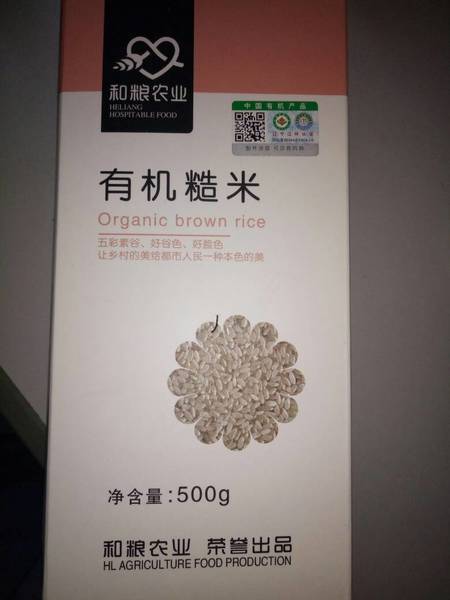 和粮农业
HELIANG
HOSPITABLE FOOD
中国有机产品
有机糙米
Organic brown rice
五彩素谷、好谷色、好脸色
让乡村的美给都市人民一种本色的美
净含量:500g
和粮农业 荣誉出品
HL AGRICULTURE FOOD PRODUCTION